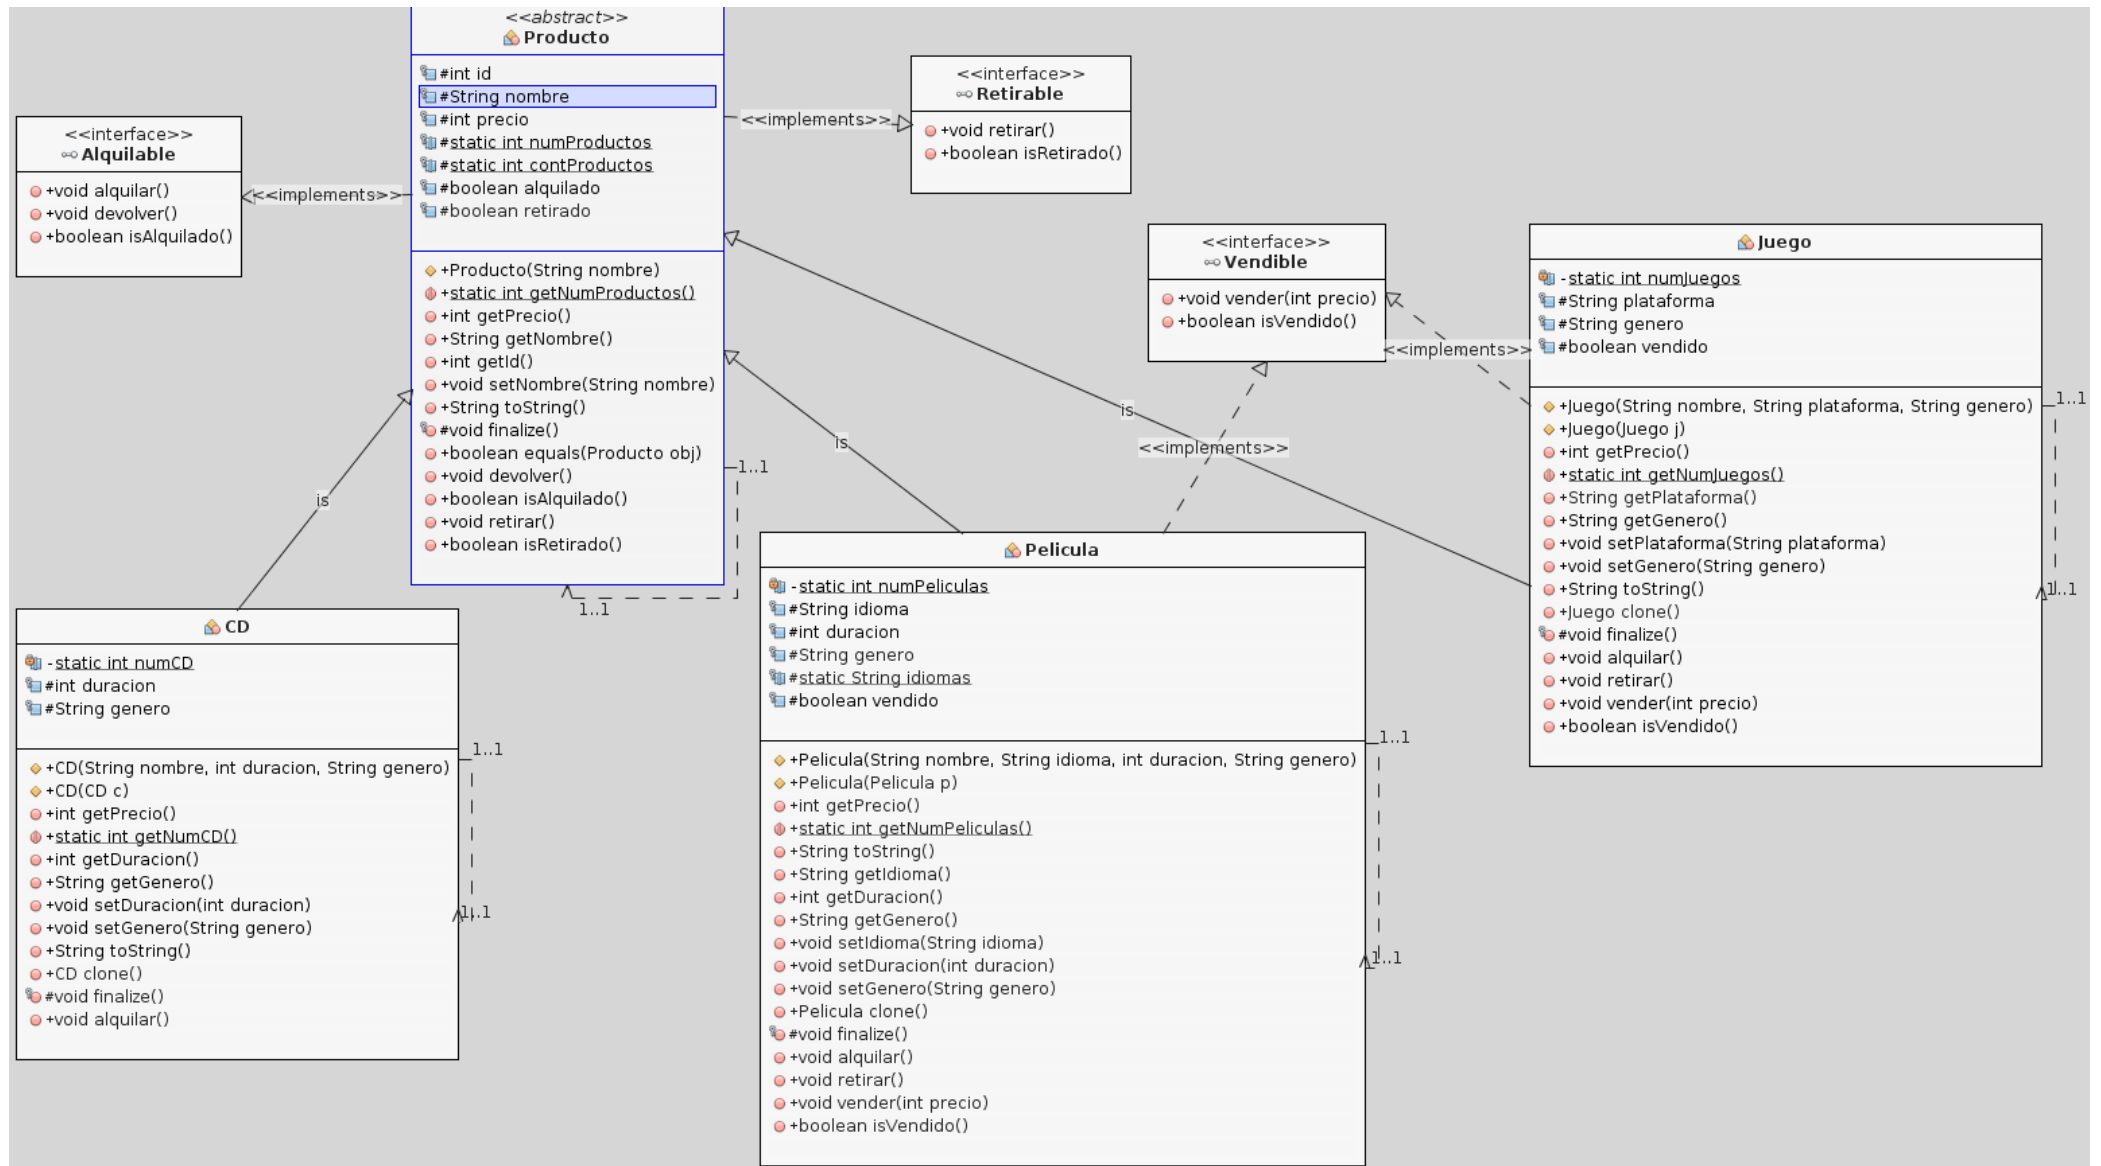 <<abstract>>
Producto
#int id
#String nombre
#int precio
#static int numProductos
#static int contProductos
#boolean alquilado
#boolean retirado
+Producto(String nombre)
+static int getNumProductos()
+int getPrecio()
+String getNombre()
+int getId()
+void setNombre(String nombre)
+String toString()
#void finalize()
+boolean equals(Producto obj)
+void devolver()
+boolean isAlquilado()
+void retirar()
+boolean isRetirado()
1..1
1..1
<<interface>>
Alquilable
+void alquilar()
+void devolver()
+boolean isAlquilado()
<<implements>>
<<implements>>
<<interface>>
Retirable
+void retirar()
+boolean isRetirado()
<<interface>>
Vendible
+void vender(int precio)
+boolean isVendido()
<<implements>>
<<implements>>
is
is
is
Juego
-static int numJuegos
#String plataforma
#String genero
#boolean vendido
+Juego(String nombre, String plataforma, String genero)
+Juego(Juego j)
+int getPrecio()
+static int getNumJuegos()
+String getPlataforma()
+String getGenero()
+void setPlataforma(String plataforma)
+void setGenero(String genero)
+String toString()
+Juego clone()
#void finalize()
+void alquilar()
+void retirar()
+void vender(int precio)
+boolean isVendido()
1..1
1..1
CD
-static int numCD
#int duracion
#String genero
+CD(String nombre, int duracion, String genero)
+CD(CD c)
+int getPrecio()
+static int getNumCD()
+int getDuracion()
+String getGenero()
+void setDuracion(int duracion)
+void setGenero(String genero)
+String toString()
+CD clone()
#void finalize()
+void alquilar()
1..1
1..1
Pelicula
-static int numPeliculas
#String idioma
#int duracion
#String genero
#static String idiomas
#boolean vendido
+Pelicula(String nombre, String idioma, int duracion, String genero)
+Pelicula(Pelicula p)
+int getPrecio()
+static int getNumPeliculas()
+String toString()
+String getIdioma()
+int getDuracion()
+String getGenero()
+void setIdioma(String idioma)
+void setDuracion(int duracion)
+void setGenero(String genero)
+Pelicula clone()
#void finalize()
+void alquilar()
+void retirar()
+void vender(int precio)
+boolean isVendido()
1..1
1..1